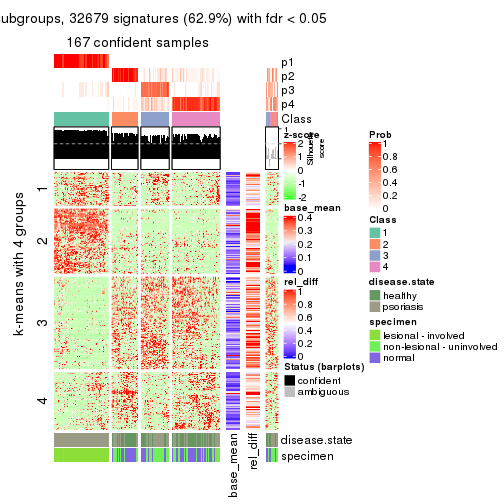 ubgroups, 32679 signatures (62.9%) with fdr < 0.05
167 confident samples
p1
p2
p3
p4
Class
1
Silhouette
score
k-means with 4 groups
1
2
3
4
disease.state
specimen
base_mean
rel_diff
z-score
2
1
0
-1
-2
base_mean
0.4
0.3
0.2
0.1
0
rel_diff
1
0.8
0.6
0.4
0.2
0
Status (barplots)
confident
ambiguous
Prob
1
0.8
0.6
0.4
0.2
0
Class
1
2
3
4
disease.state
healthy
psoriasis
specimen
lesional - involved
non-lesional - uninvolved
normal